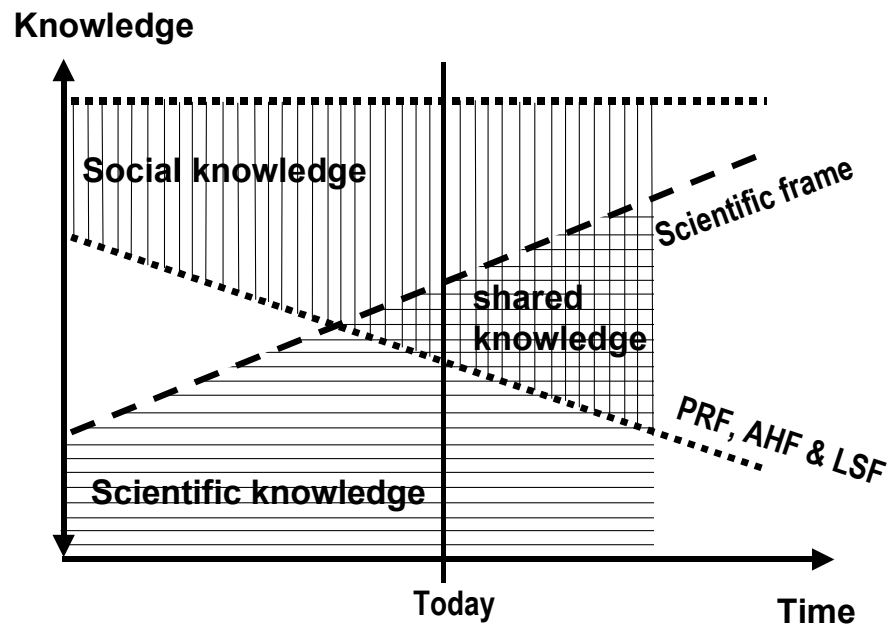 Knowledge
Social knowledge
Scientific frame
shared
knowledge
PRF, AHF & LSF
Scientific knowledge
Today
Time